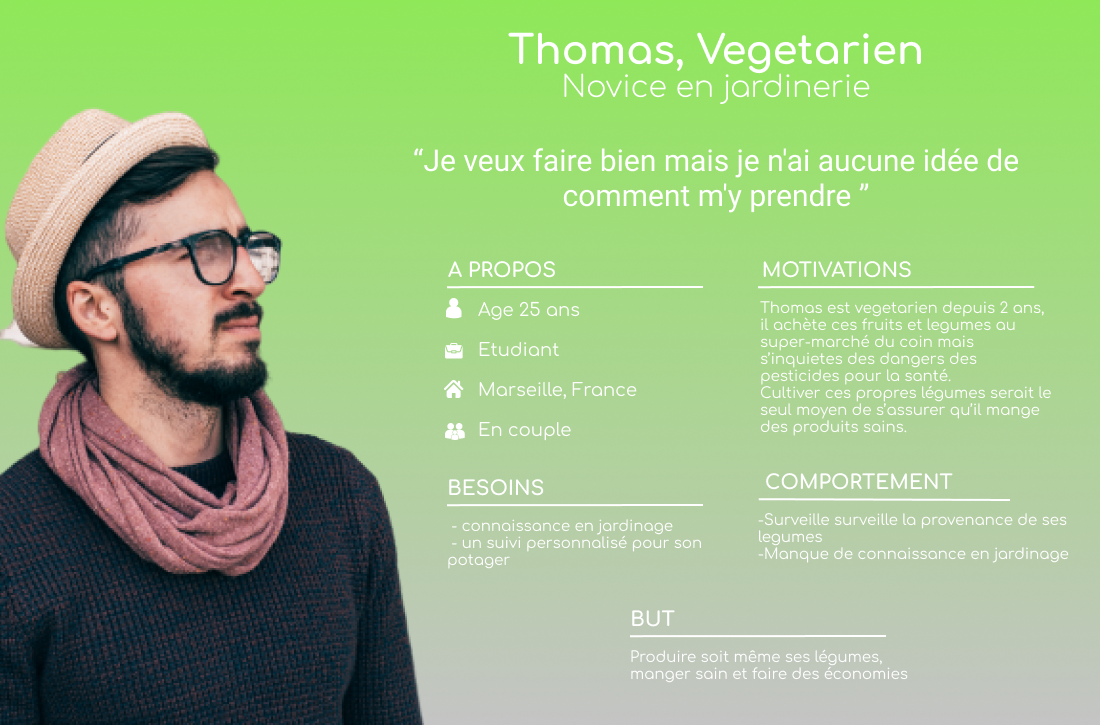 Thomas, Vegetarien
Novice en jardinerie
“Je veux faire bien mais je n'ai aucune idée de
comment m'y prendre ”
A PROPOS
Age 25 ans
Etudiant
Marseille, France
En couple
MOTIVATIONS
Thomas est vegetarien depuis 2 ans,
il achète ces fruits et legumes au
super-marché du coin mais
s'inquietes des dangers des
pesticides pour la santé.
Cultiver ces propres légumes serait le
seul moyen de s'assurer qu'il mange
des produits sains.
BESOINS
- connaissance en jardinage
- un suivi personnalisé pour son
potager
COMPORTEMENT
-Surveille surveille la provenance de ses
legumes
-Manque de connaissance en jardinage
BUT
Produire soit même ses légumes,
manger sain et faire des économies